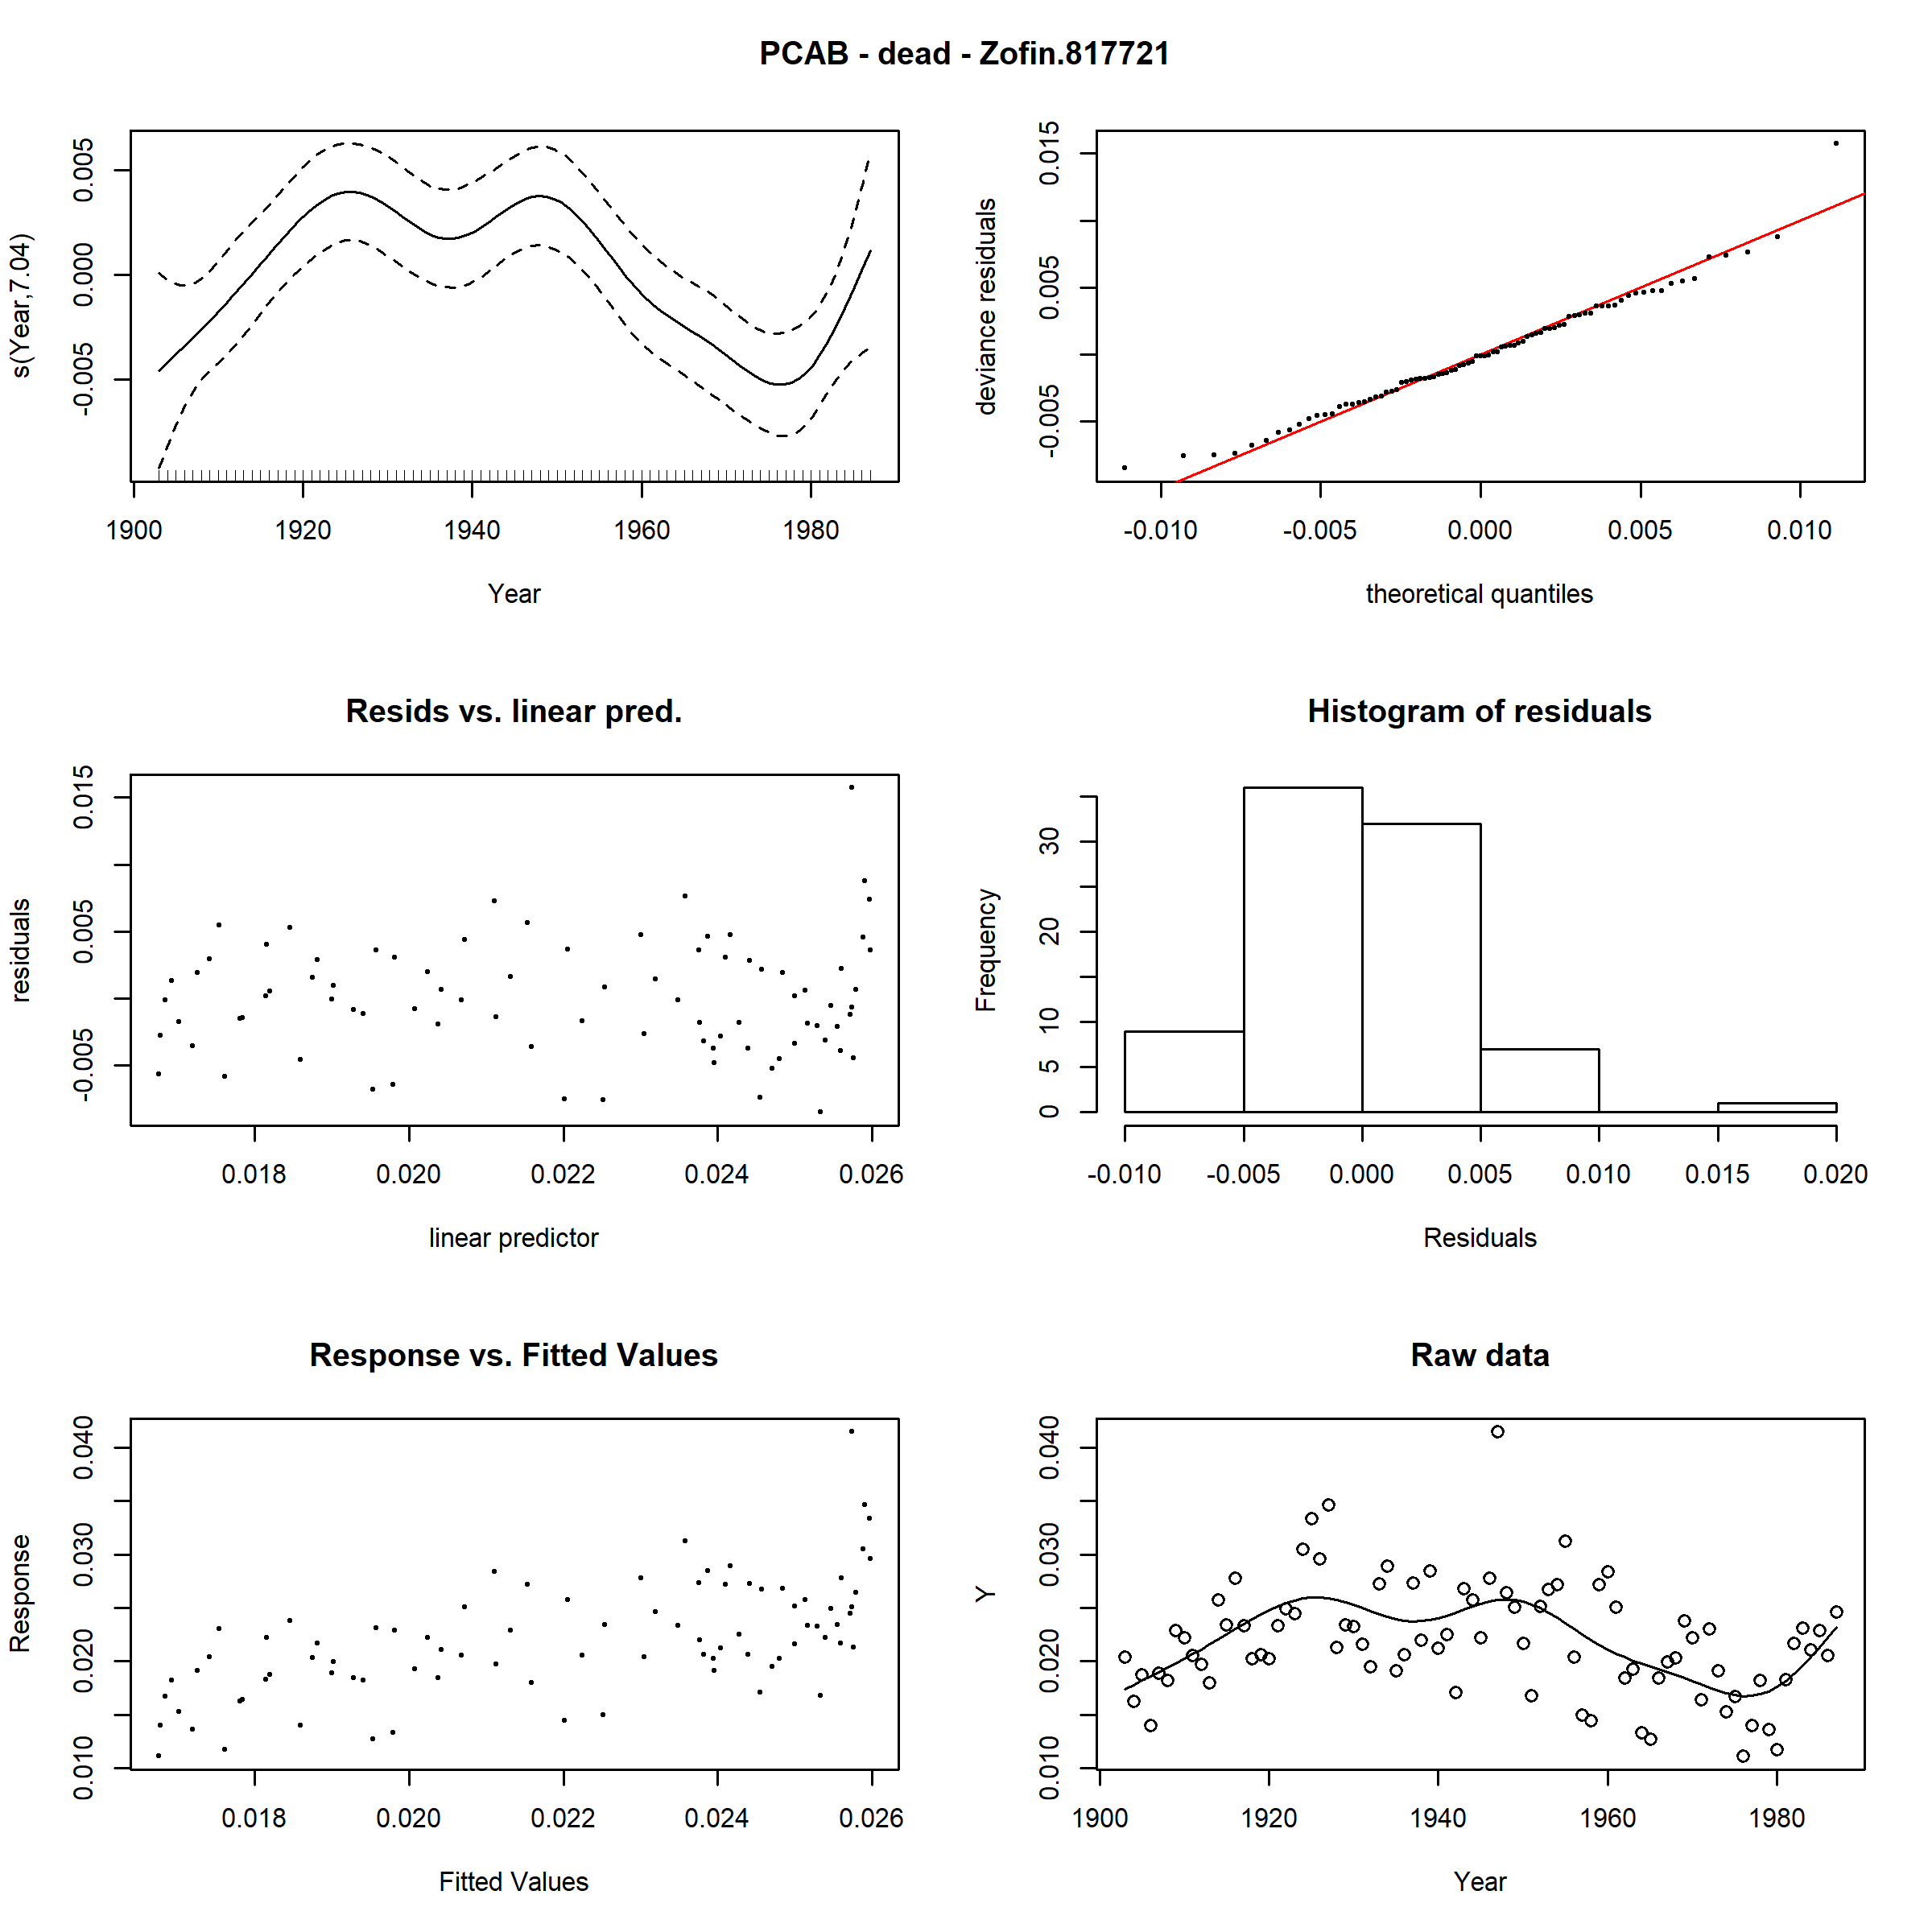 PCAB - dead - Zofin.817721
s(Year,7.04)
0.005
0.000
-0.005
1900 1920 1940 1960 1980
Year
deviance residuals
0.015
0.005
-0.005
-0.010 -0.005 0.000 0.005 0.010
theoretical quantiles
Resids vs. linear pred.
residuals
0.015
0.005
-0.005
0.018 0.020 0.022 0.024 0.026
linear predictor
Histogram of residuals
Frequency
30
20
10
5
0
-0.010 -0.005 0.000 0.005 0.010 0.015 0.020
Residuals
Response vs. Fitted Values
Response
0.040
0.030
0.020
0.010
0.018 0.020 0.022 0.024 0.026
Fitted Values
Raw data
Y
0.040
0.030
0.020
0.010
1900 1920 1940 1960 1980
Year